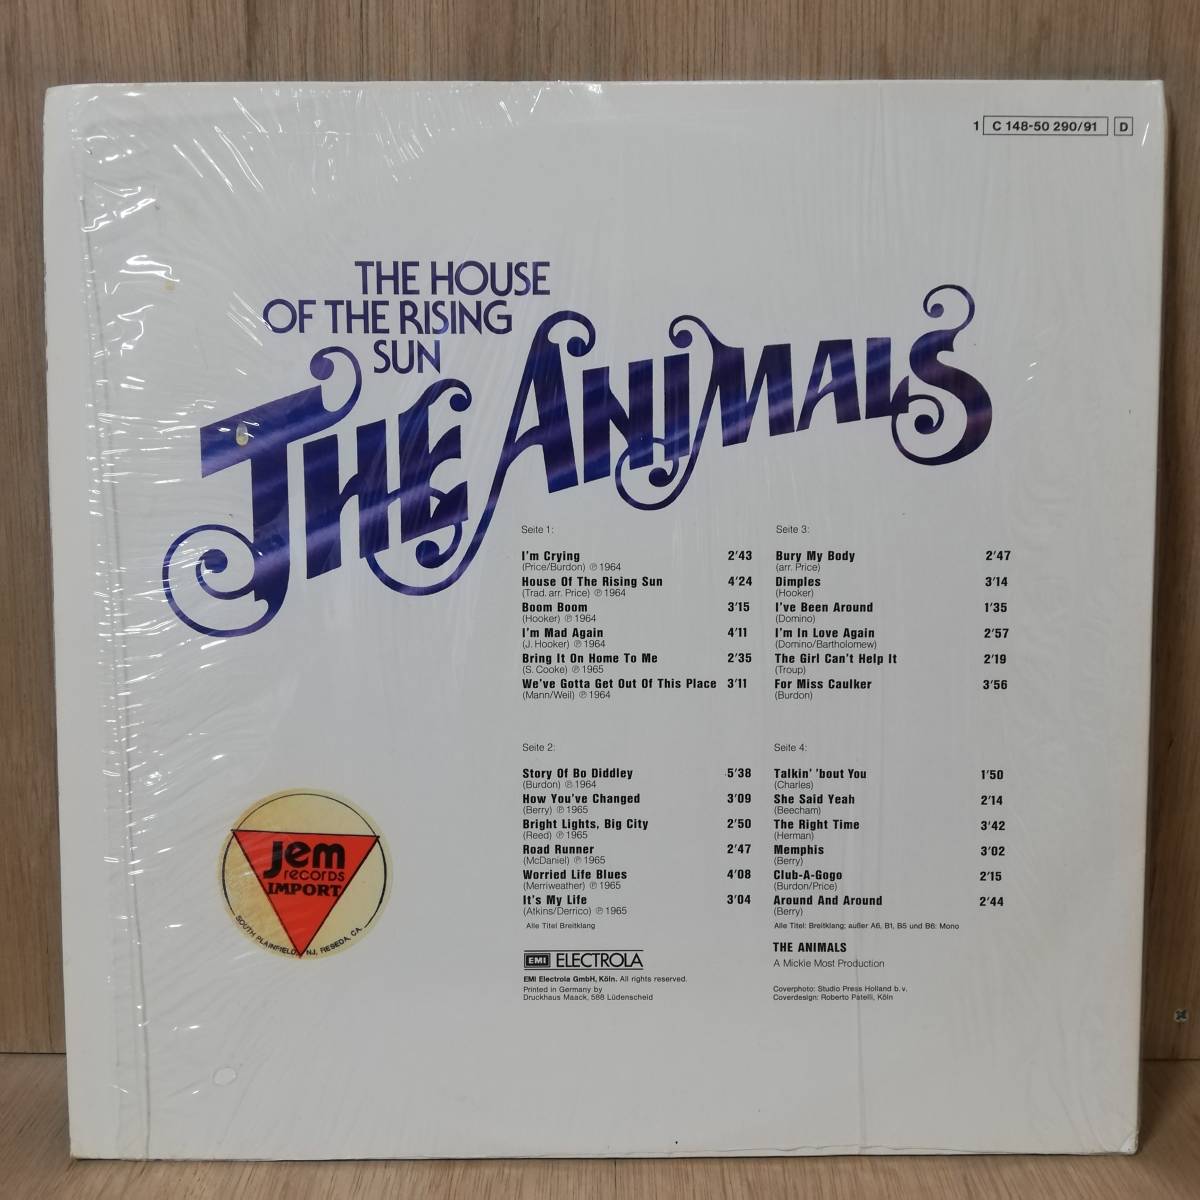 1 C 148-50 290/91 D
THE HOUSE
OF THE RISING
SUN
THE ANIMALS
Seite 1:
I'm Crying 2'43
(Price/Burdon) ℗ 1964
House Of The Rising Sun 4'24
(Trad. arr. Price) ℗ 1964
Boom Boom 3'15
(Hooker) ℗ 1964
I'm Mad Again 4'11
(J. Hooker) ℗ 1964
Bring It On Home To Me 2'35
(S. Cooke) ℗ 1965
We've Gotta Get Out Of This Place 3'11
(Mann/Weil) ℗ 1964
Seite 2:
Story Of Bo Diddley 5'38
(Burdon) ℗ 1964
How You've Changed 3'09
(Berry) ℗ 1965
Bright Lights, Big City 2'50
(Reed) ℗ 1965
Road Runner 2'47
(McDaniel) ℗ 1965
Worried Life Blues 4'08
(Merriweather) ℗ 1965
It's My Life 3'04
(Atkins/Derrico) ℗ 1965
Alle Titel Breitklang
EMI ELECTROLA
EMI Electrola GmbH, Köln. All rights reserved.
Printed in Germany by
Druckhaus Maack, 588 Lüdenscheid
Seite 3:
Bury My Body 2'47
(arr. Price)
Dimples 3'14
(Hooker)
I've Been Around 1'35
(Domino)
I'm In Love Again 2'57
(Domino/Bartholomew)
The Girl Can't Help It 2'19
(Troup)
For Miss Caulker 3'56
(Burdon)
Seite 4:
Talkin' 'bout You 1'50
(Charles)
She Said Yeah 2'14
(Beecham)
The Right Time 3'42
(Herman)
Memphis 3'02
(Berry)
Club-A-Gogo 2'15
(Burdon/Price)
Around And Around 2'44
(Berry)
Alle Titel: Breitklang; außer A6, B1, B5 und B6: Mono
THE ANIMALS
A Mickie Most Production
Coverphoto: Studio Press Holland b. v.
Coverdesign: Roberto Patelli, Köln
jem
records
IMPORT
SOUTH PLAINFIELD, N.J. RESEDA, CA.